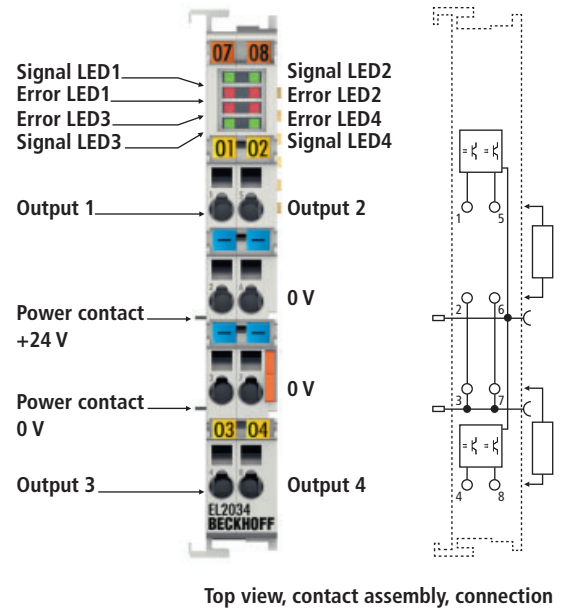 07 08
Signal LED1
Error LED1
Error LED3
Signal LED3
Signal LED2
Error LED2
Error LED4
Signal LED4
01 02
Output 1
Output 2
0 V
Power contact
+24 V
0 V
Power contact
0 V
03 04
Output 3
Output 4
EL2034
BECKHOFF
1 5
2 6
3 7
4 8
Top view, contact assembly, connection